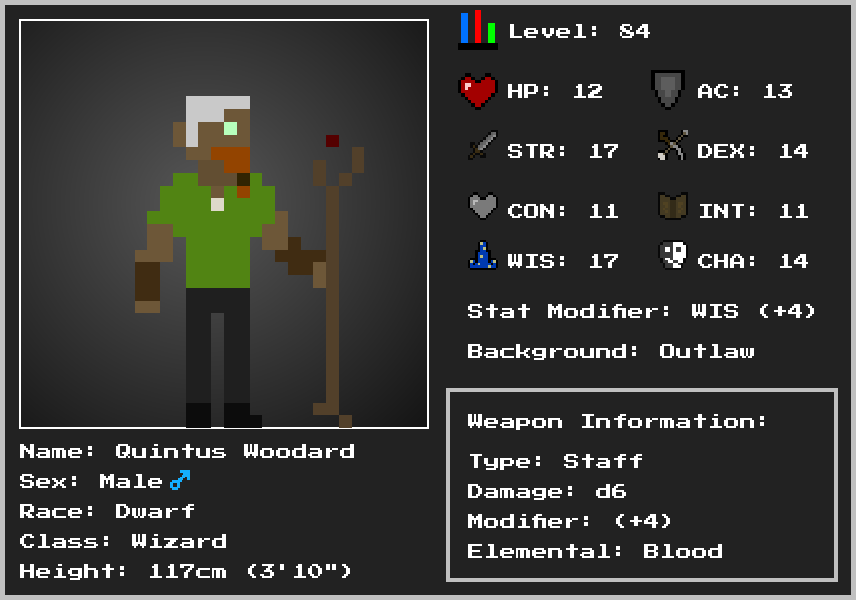 Level: 84
HP: 12
AC: 13
STR: 17
DEX: 14
CON: 11
INT: 11
WIS: 17
CHA: 14
Stat Modifier: WIS (+4)
Background: Outlaw
Weapon Information:
Type: Staff
Damage: d6
Modifier: (+4)
Elemental: Blood
Name: Quintus Woodard
Sex: Male♂
Race: Dwarf
Class: Wizard
Height: 117cm (3'10")